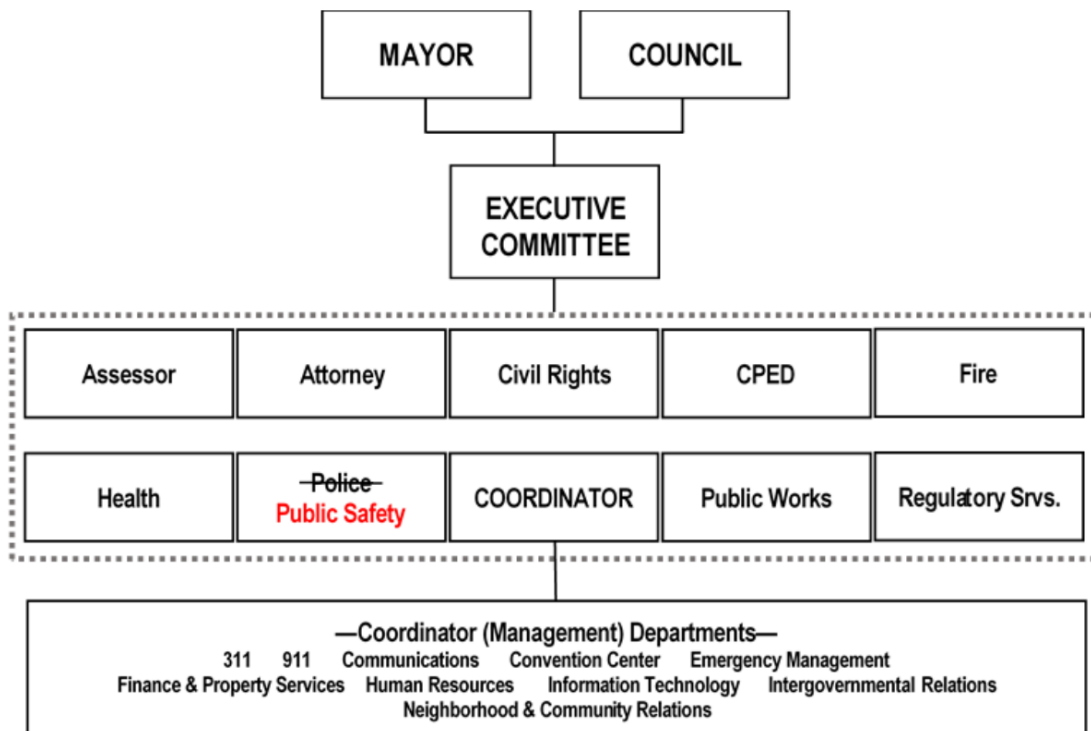 MAYOR
COUNCIL
EXECUTIVE
COMMITTEE
Assessor
Attorney
Civil Rights
CPED
Fire
Health
Police
Public Safety
COORDINATOR
Public Works
Regulatory Srvs.
—Coordinator (Management) Departments—
311 911 Communications Convention Center Emergency Management
Finance & Property Services Human Resources Information Technology Intergovernmental Relations
Neighborhood & Community Relations